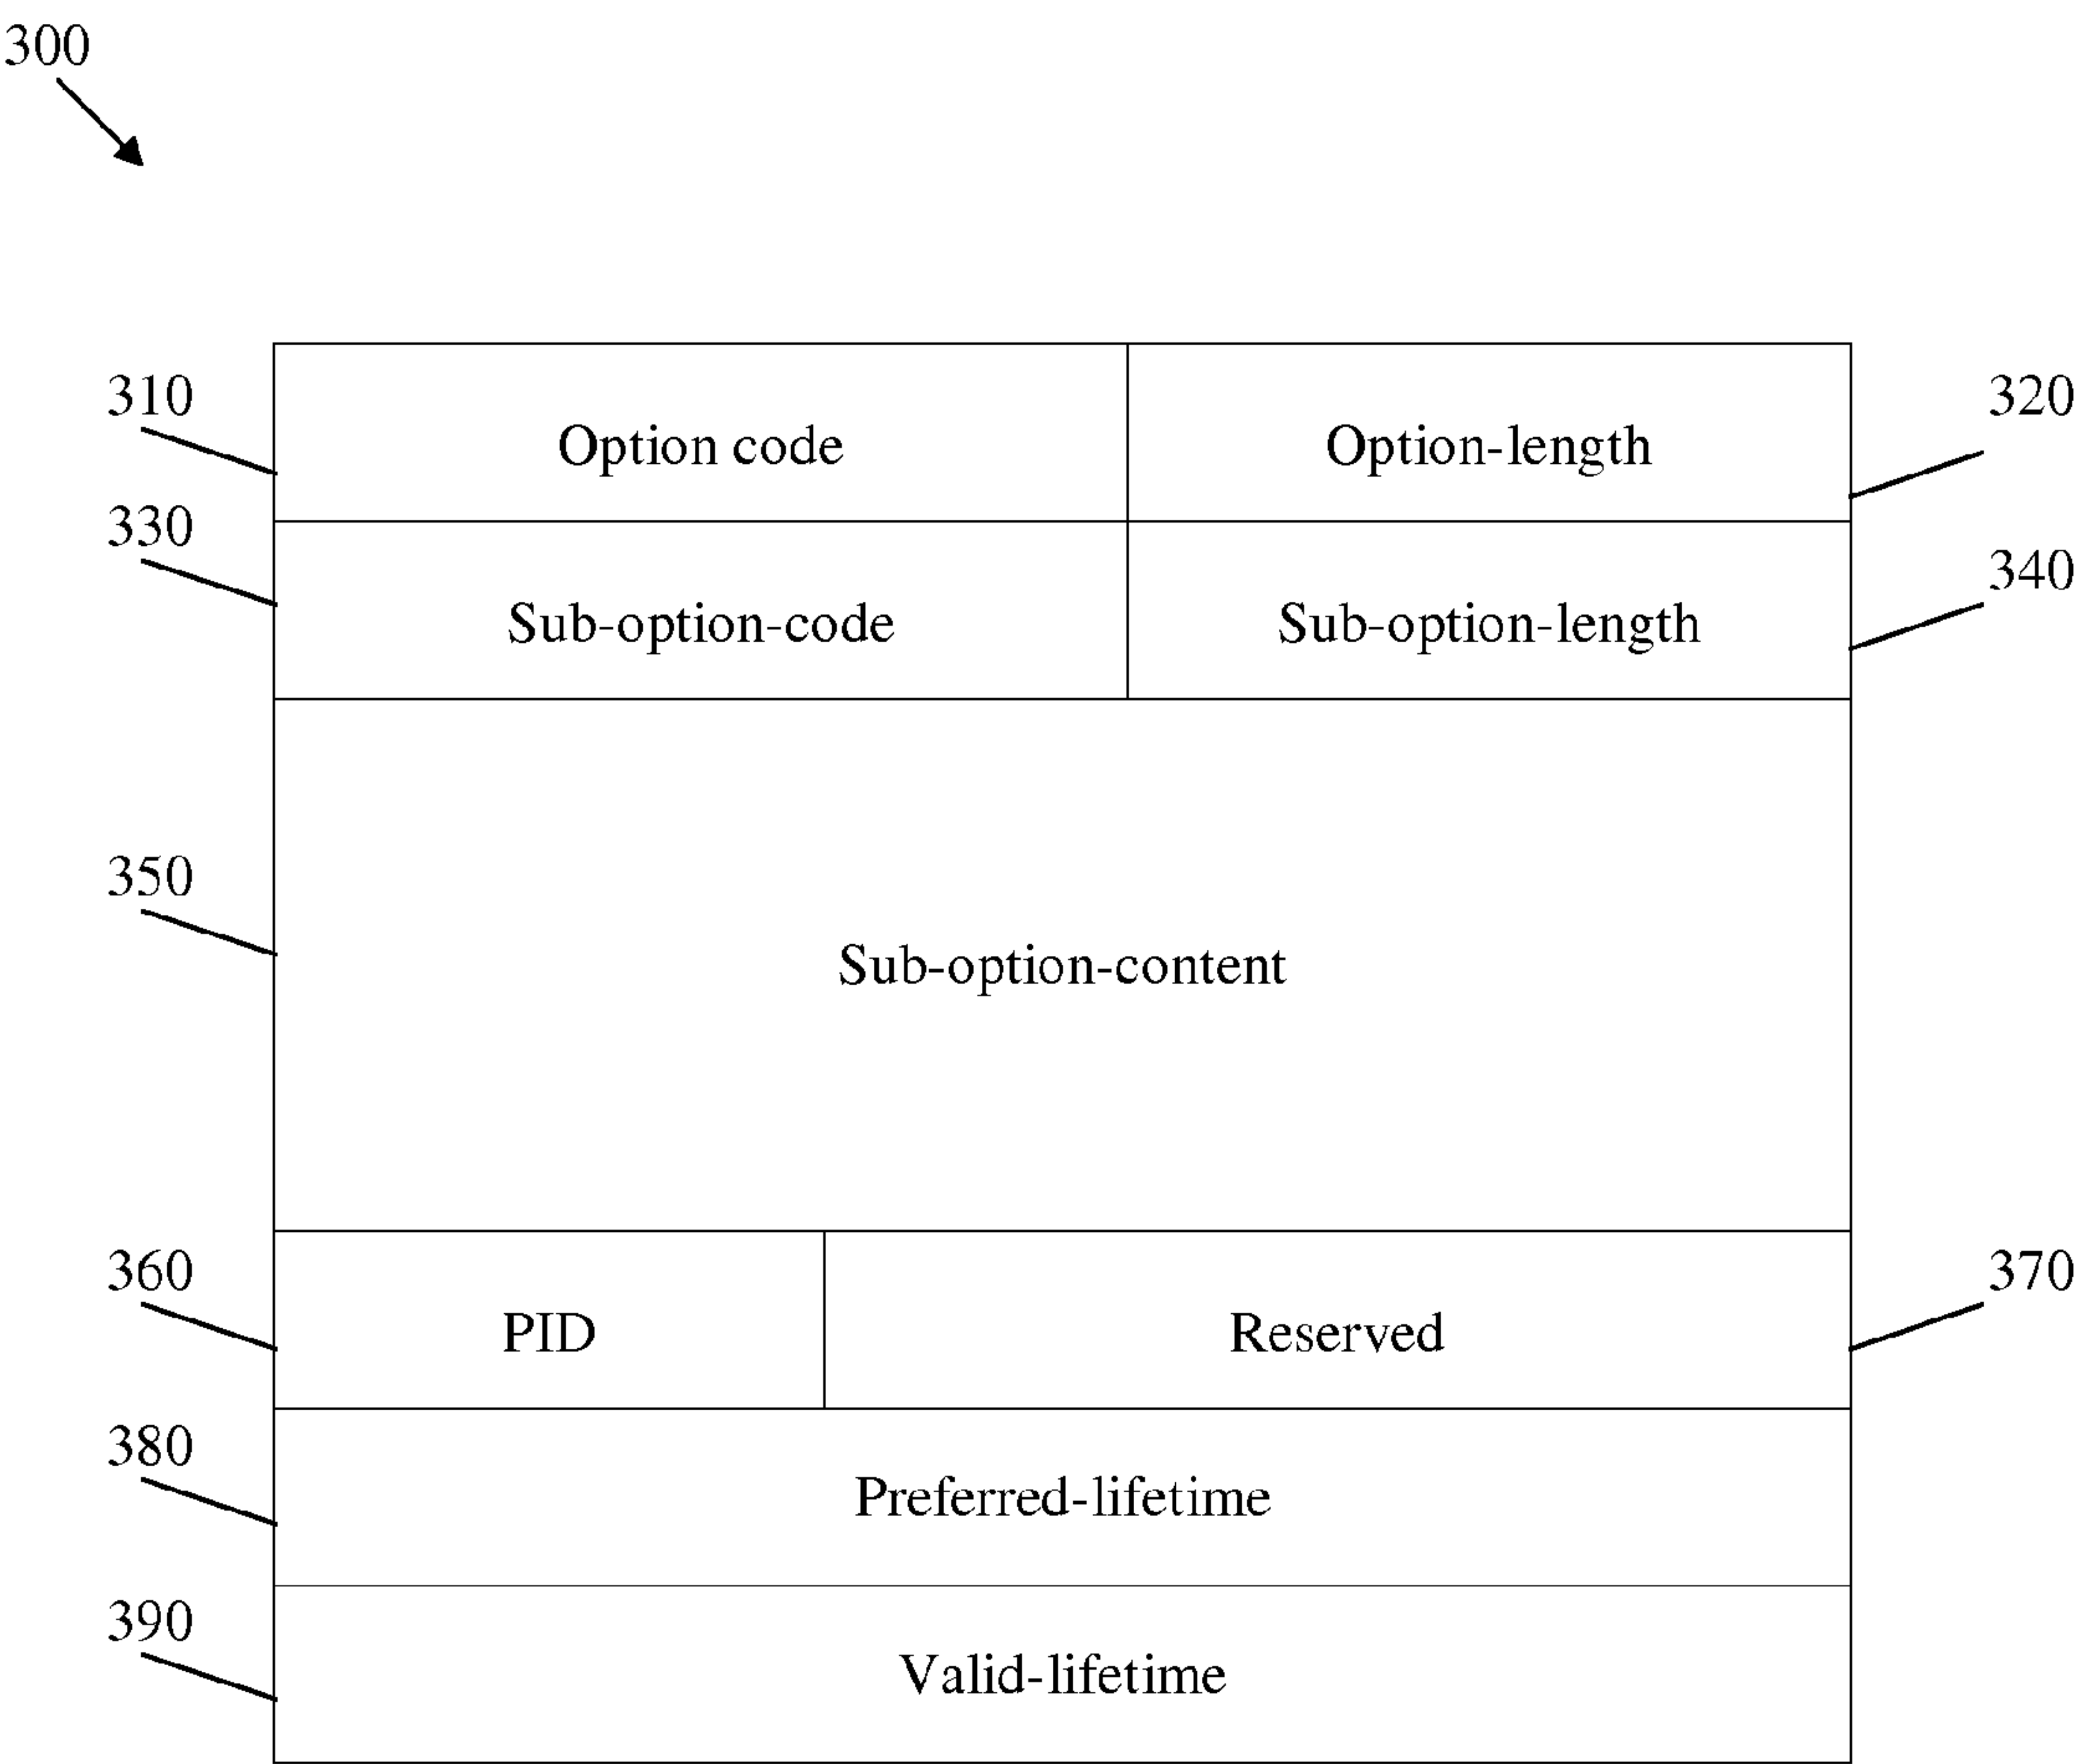 300
310
Option code
Option-length
320
330
Sub-option-code
Sub-option-length
340
350
Sub-option-content
360
PID
Reserved
370
380
Preferred-lifetime
390
Valid-lifetime